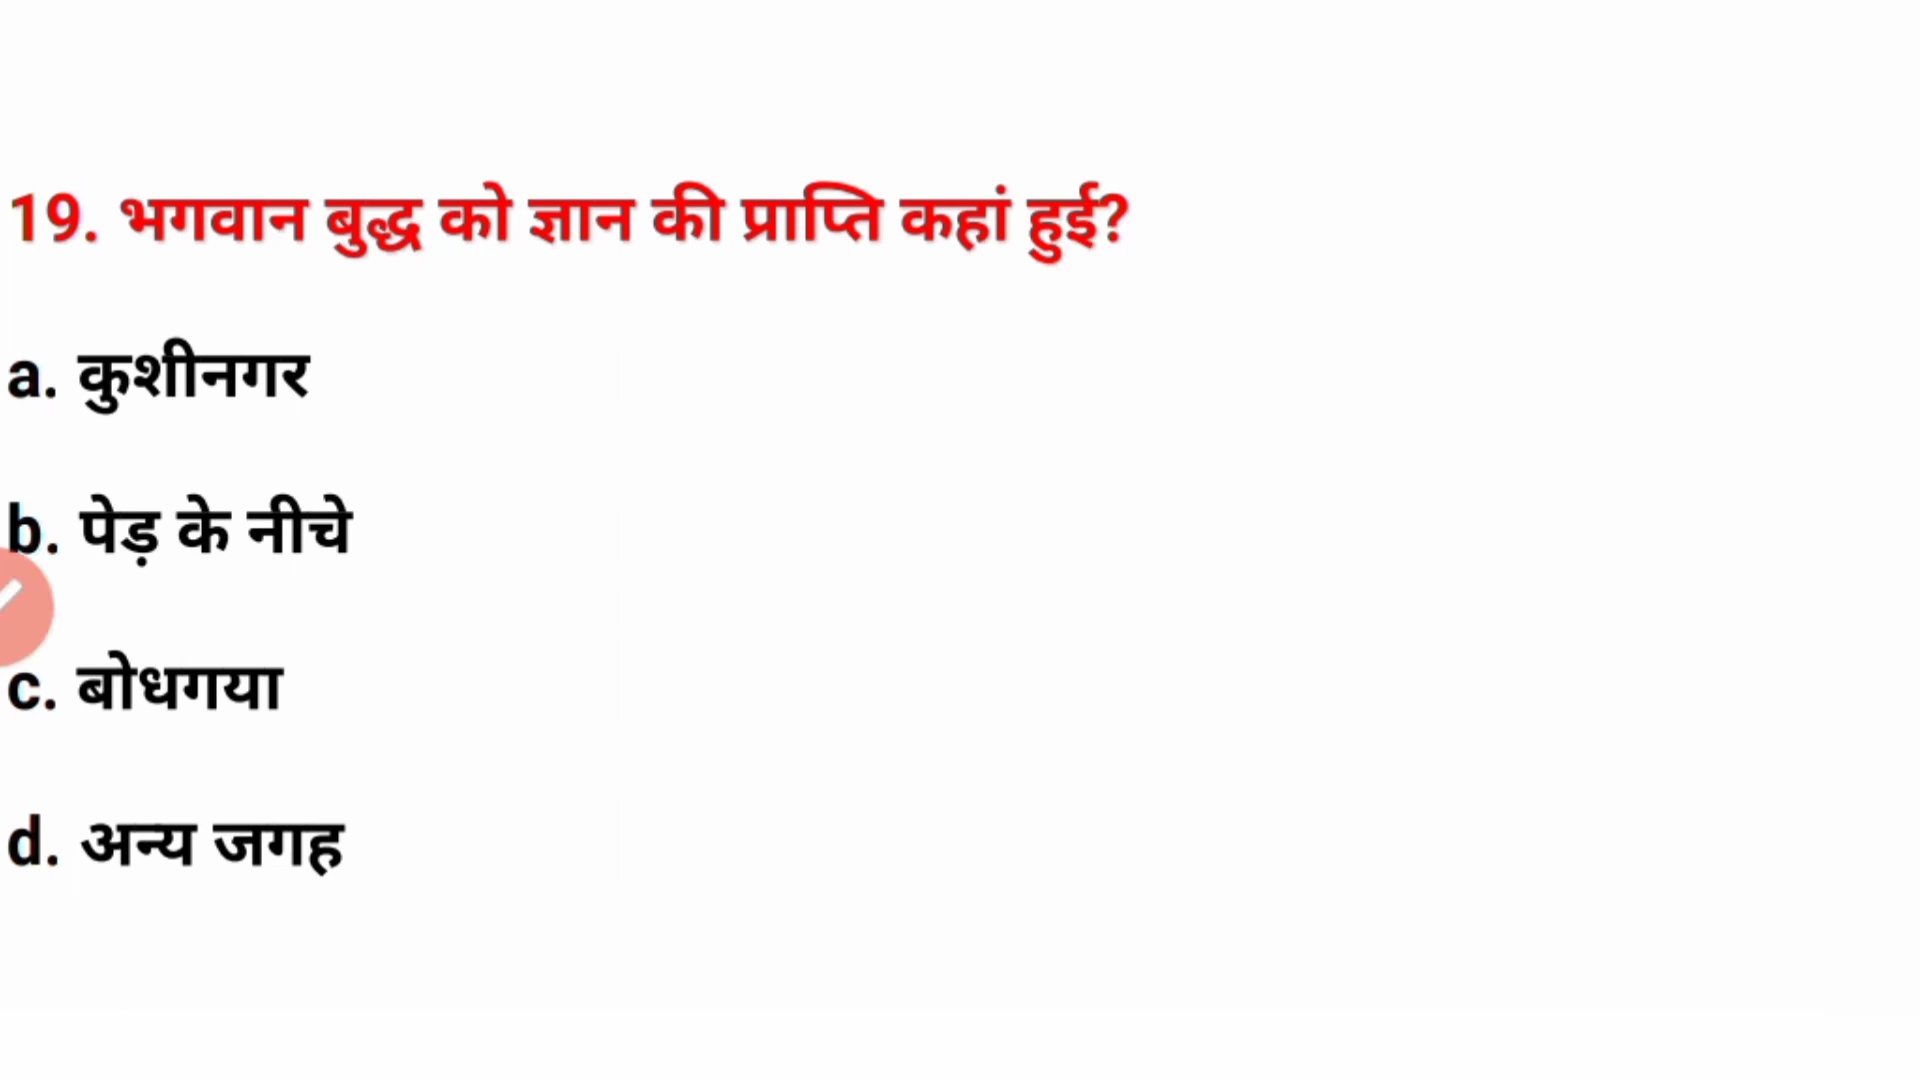 19. भगवान बुद्ध को ज्ञान की प्राप्ति कहां हुई?
a. कुशीनगर
b. पेड़ के नीचे
c. बोधगया
d. अन्य जगह